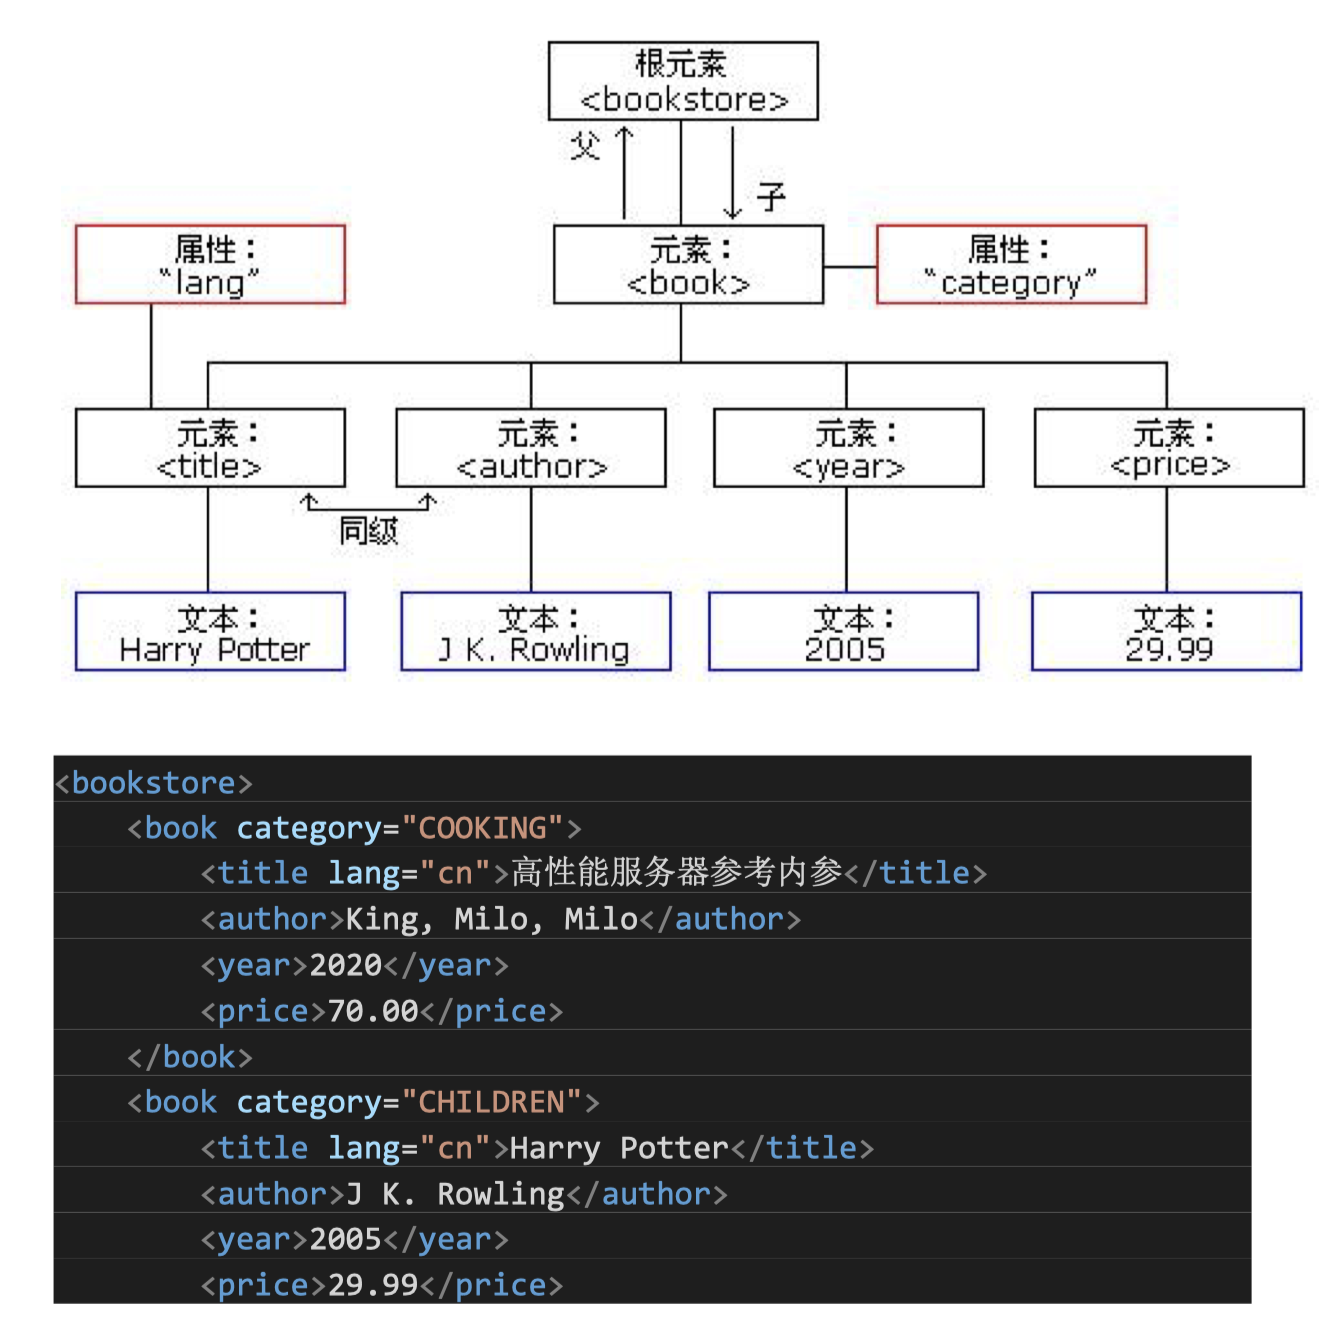 根元素
<bookstore>
父
子
属性：
“lang”
元素：
<book>
属性：
“category”
元素：
<title>
元素：
<author>
元素：
<year>
元素：
<price>
同级
文本：
Harry Potter
文本：
J K. Rowling
文本：
2005
文本：
29.99
<bookstore>
    <book category="COOKING">
        <title lang="cn">高性能服务器参考内参</title>
        <author>King, Milo, Milo</author>
        <year>2020</year>
        <price>70.00</price>
    </book>
    <book category="CHILDREN">
        <title lang="cn">Harry Potter</title>
        <author>J K. Rowling</author>
        <year>2005</year>
        <price>29.99</price>